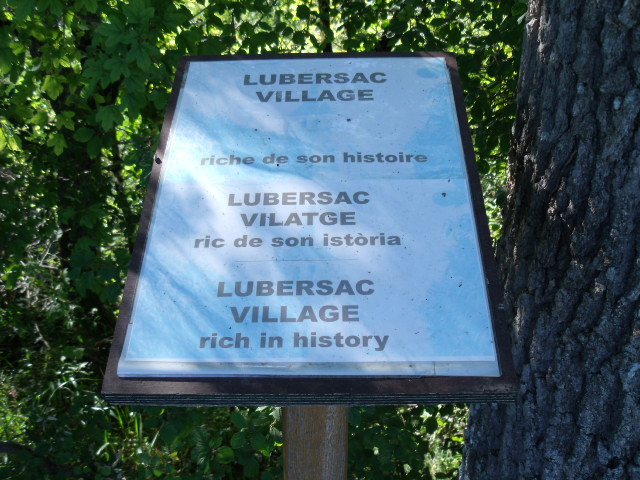 LUBERSAC
VILLAGE
riche de son histoire
LUBERSAC
VILATGE
ric de son istòria
LUBERSAC
VILLAGE
rich in history